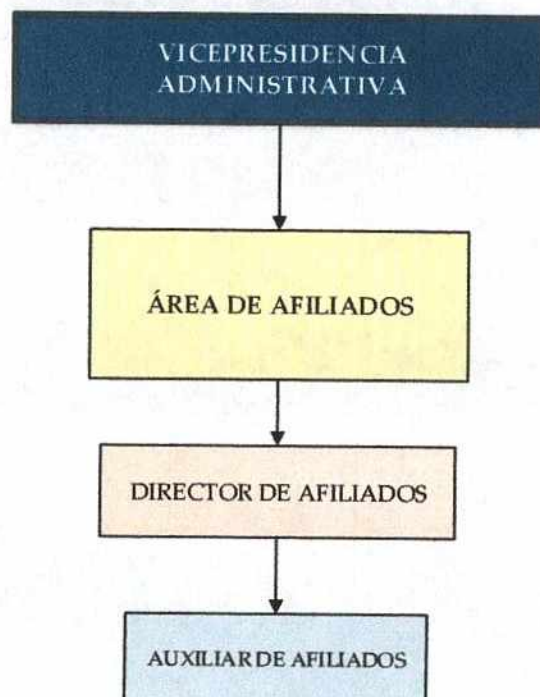 VICEPRESIDENCIA
ADMINISTRATIVA
ÁREA DE AFILIADOS
DIRECTOR DE AFILIADOS
AUXILIAR DE AFILIADOS